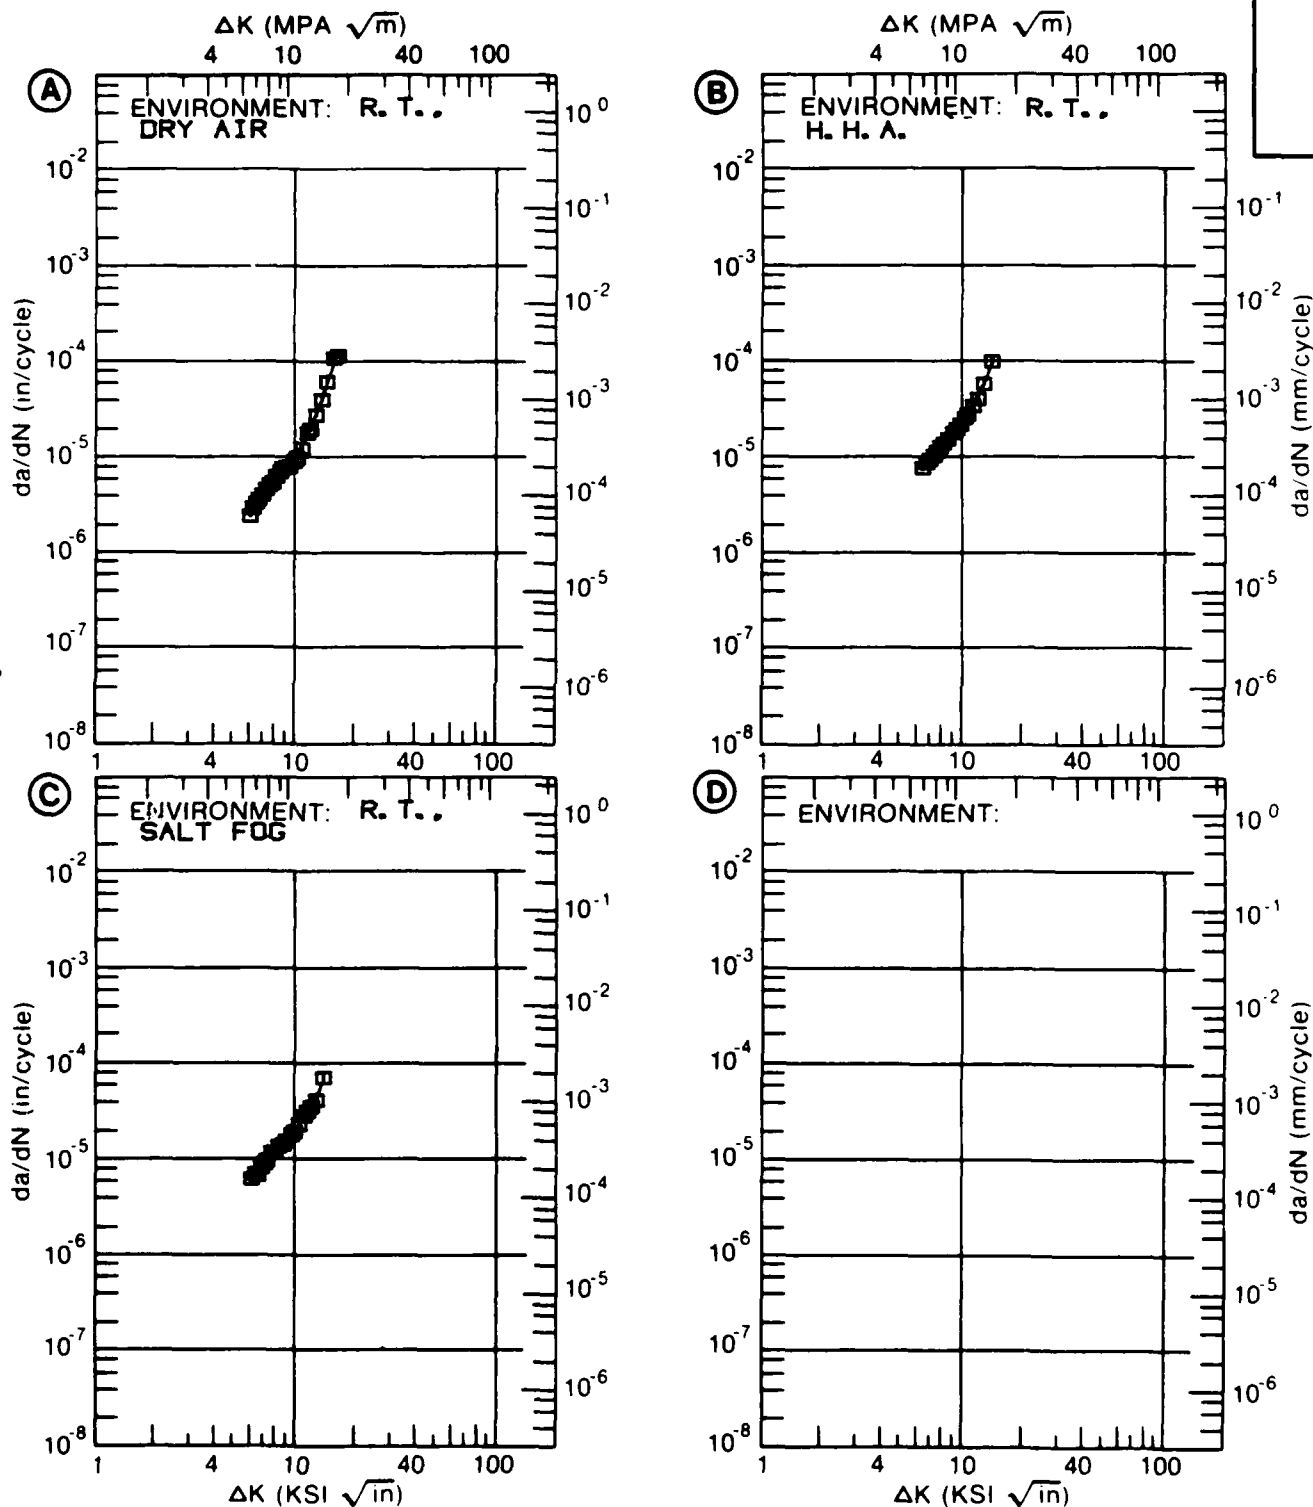 ΔK (MPA √m)
4 10 40 100
A
ENVIRONMENT: R. T.,
DRY AIR
10^0
10^-2
10^-1
10^-3
10^-2
10^-4
10^-3
10^-5
10^-4
10^-6
10^-5
10^-7
10^-6
10^-8
da/dN (in/cycle)
1 4 10 40 100
ΔK (MPA √m)
4 10 40 100
B
ENVIRONMENT: R. T.,
H. H. A.
10^-2
10^-1
10^-3
10^-2
10^-4
10^-3
10^-5
10^-4
10^-6
10^-5
10^-7
10^-6
10^-8
da/dN (mm/cycle)
1 4 10 40 100
C
ENVIRONMENT: R. T.,
SALT FOG
10^0
10^-2
10^-1
10^-3
10^-2
10^-4
10^-3
10^-5
10^-4
10^-6
10^-5
10^-7
10^-6
10^-8
da/dN (in/cycle)
1 4 10 40 100
ΔK (KSI √in)
D
ENVIRONMENT:
10^0
10^-2
10^-1
10^-3
10^-2
10^-4
10^-3
10^-5
10^-4
10^-6
10^-5
10^-7
10^-6
10^-8
da/dN (mm/cycle)
1 4 10 40 100
ΔK (KSI √in)